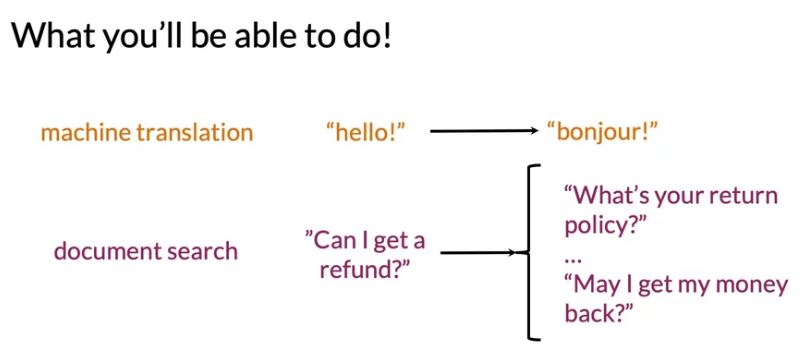 What you'll be able to do!
machine translation “hello!” “bonjour!”
document search
”Can I get a
refund?”
“What's your return
policy?”
...
“May I get my money
back?”